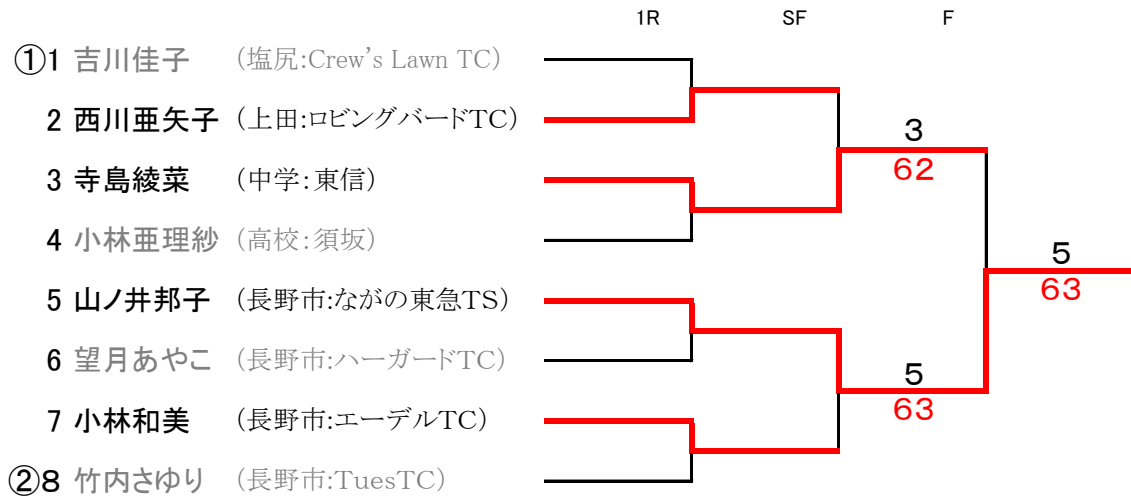 1R SF F
①1 吉川佳子 (塩尻:Crew's Lawn TC)
2 西川亜矢子 (上田:ロビングバードTC)
3
62
3 寺島綾菜 (中学:東信)
4 小林亜理紗 (高校:須坂)
5
63
5 山ノ井邦子 (長野市:ながの東急TS)
6 望月あやこ (長野市:ハーガードTC)
5
63
7 小林和美 (長野市:エーデルTC)
②8 竹内さゆり (長野市:TuesTC)